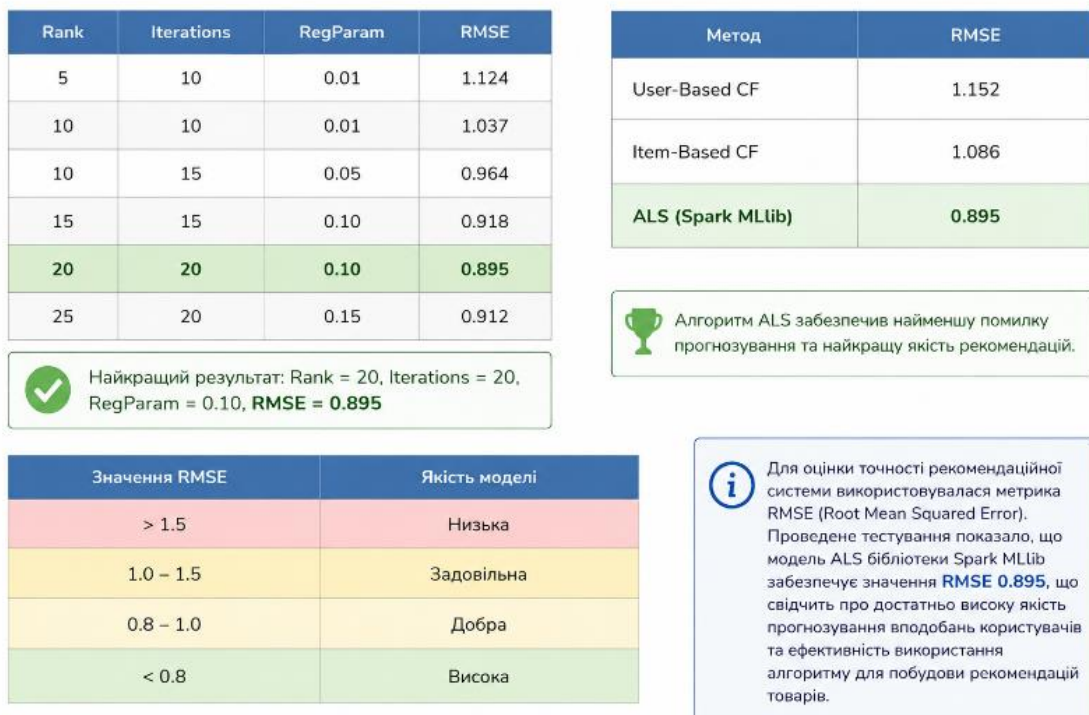 Rank Iterations RegParam RMSE
5 10 0.01 1.124
10 10 0.01 1.037
10 15 0.05 0.964
15 15 0.10 0.918
20 20 0.10 0.895
25 20 0.15 0.912
Найкращий результат: Rank = 20, Iterations = 20,
RegParam = 0.10, RMSE = 0.895
Метод RMSE
User-Based CF 1.152
Item-Based CF 1.086
ALS (Spark MLlib) 0.895
Алгоритм ALS забезпечив найменшу помилку
прогнозування та найкращу якість рекомендацій.
Значення RMSE Якість моделі
> 1.5 Низька
1.0 – 1.5 Задовільна
0.8 – 1.0 Добра
< 0.8 Висока
Для оцінки точності рекомендаційної
системи використовувалася метрика
RMSE (Root Mean Squared Error).
Проведене тестування показало, що
модель ALS бібліотеки Spark MLlib
забезпечує значення RMSE 0.895, що
свідчить про достатньо високу якість
прогнозування вподобань користувачів
та ефективність використання
алгоритму для побудови рекомендацій
товарів.